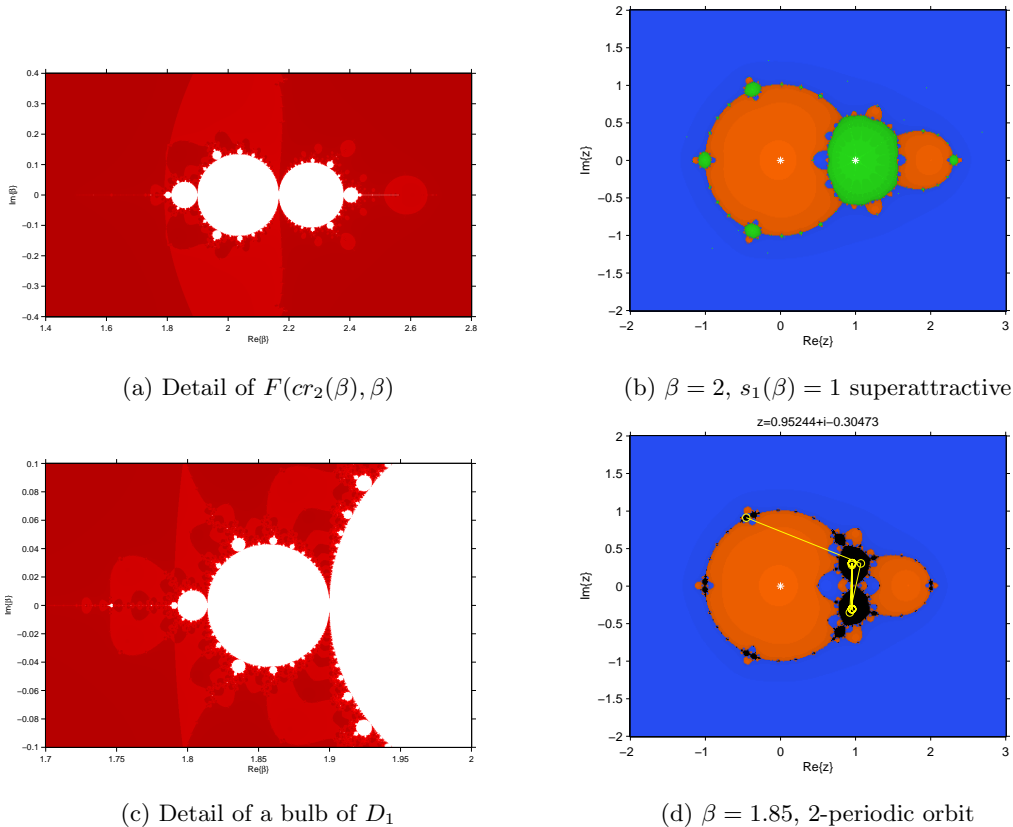 0.4
0.3
0.2
0.1
0
−0.1
−0.2
−0.3
−0.4
Im{β}
1.4 1.6 1.8 2 2.2 2.4 2.6 2.8
Re{β}
(a) Detail of F(cr₂(β), β)
2
1.5
1
0.5
0
−0.5
−1
−1.5
−2
Im{z}
−2 −1 0 1 2 3
Re{z}
(b) β = 2, s₁(β) = 1 superattractive
0.1
0.08
0.06
0.04
0.02
0
−0.02
−0.04
−0.06
−0.08
−0.1
Im{β}
1.7 1.75 1.8 1.85 1.9 1.95 2
Re{β}
(c) Detail of a bulb of D₁
z=0.95244+i−0.30473
2
1.5
1
0.5
0
−0.5
−1
−1.5
−2
Im{z}
−2 −1 0 1 2 3
Re{z}
(d) β = 1.85, 2-periodic orbit